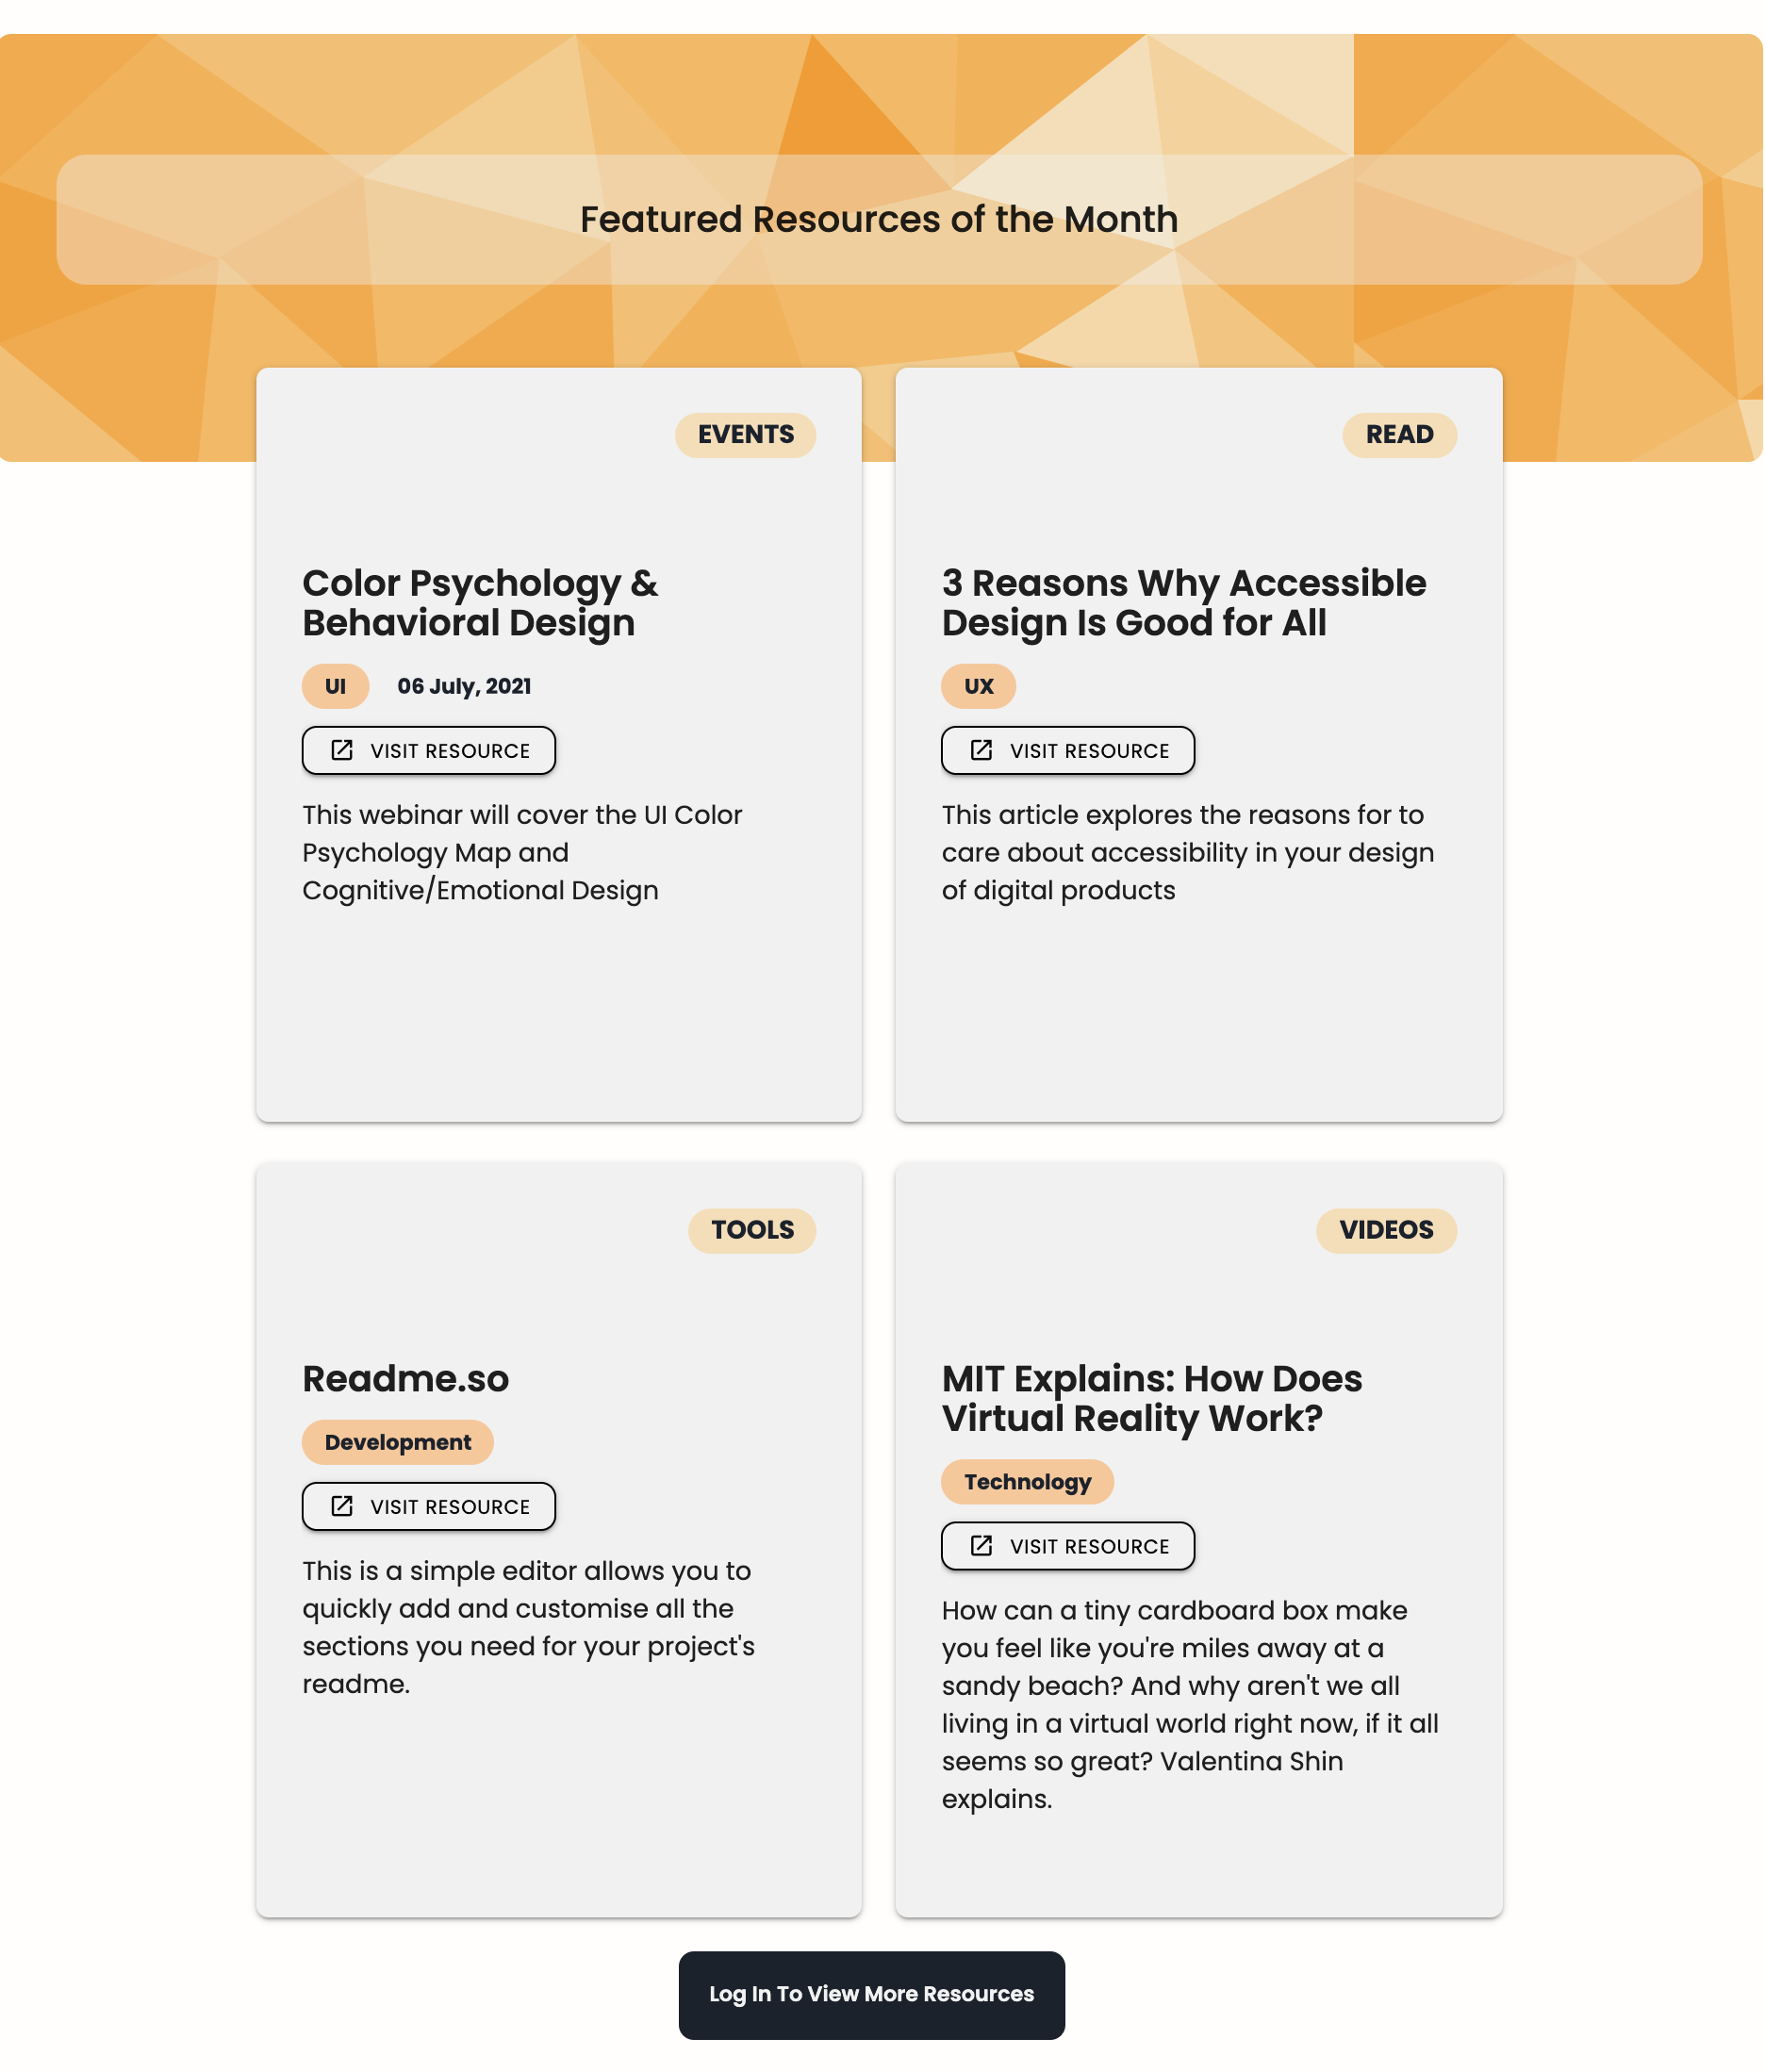 Featured Resources of the Month
EVENTS
Color Psychology &
Behavioral Design
UI 06 July, 2021
VISIT RESOURCE
This webinar will cover the UI Color
Psychology Map and
Cognitive/Emotional Design
READ
3 Reasons Why Accessible
Design Is Good for All
UX
VISIT RESOURCE
This article explores the reasons for to
care about accessibility in your design
of digital products
TOOLS
Readme.so
Development
VISIT RESOURCE
This is a simple editor allows you to
quickly add and customise all the
sections you need for your project's
readme.
VIDEOS
MIT Explains: How Does
Virtual Reality Work?
Technology
VISIT RESOURCE
How can a tiny cardboard box make
you feel like you're miles away at a
sandy beach? And why aren't we all
living in a virtual world right now, if it all
seems so great? Valentina Shin
explains.
Log In To View More Resources